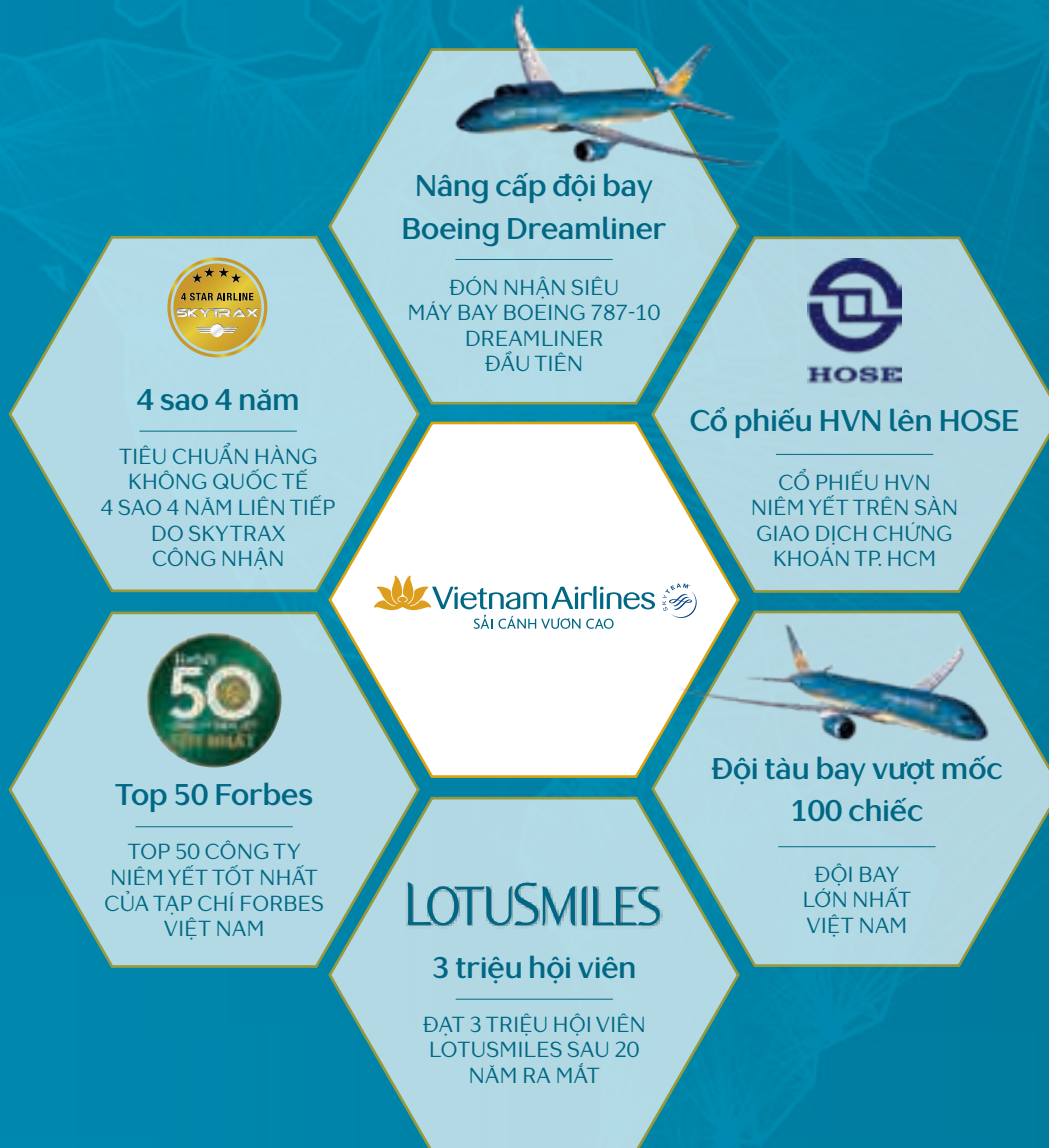 Nâng cấp đội bay
Boeing Dreamliner
ĐÓN NHẬN SIÊU
MÁY BAY BOEING 787-10
DREAMLINER
ĐẦU TIÊN
4 STAR AIRLINE
SKYTRAX
4 sao 4 năm
TIÊU CHUẨN HÀNG
KHÔNG QUỐC TẾ
4 SAO 4 NĂM LIÊN TIẾP
DO SKYTRAX
CÔNG NHẬN
HOSE
Cổ phiếu HVN lên HOSE
CỔ PHIẾU HVN
NIÊM YẾT TRÊN SÀN
GIAO DỊCH CHỨNG
KHOÁN TP. HCM
Vietnam Airlines
SKYTEAM
SẢI CÁNH VƯƠN CAO
50
Top 50 Forbes
TOP 50 CÔNG TY
NIÊM YẾT TỐT NHẤT
CỦA TẠP CHÍ FORBES
VIỆT NAM
Đội tàu bay vượt mốc
100 chiếc
ĐỘI BAY
LỚN NHẤT
VIỆT NAM
LOTUSMILES
3 triệu hội viên
ĐẠT 3 TRIỆU HỘI VIÊN
LOTUSMILES SAU 20
NĂM RA MẮT